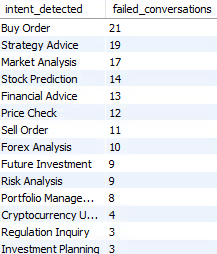 intent_detected failed_conversations
Buy Order 21
Strategy Advice 19
Market Analysis 17
Stock Prediction 14
Financial Advice 13
Price Check 12
Sell Order 11
Forex Analysis 10
Future Investment 9
Risk Analysis 9
Portfolio Manage... 8
Cryptocurrency U... 4
Regulation Inquiry 3
Investment Planning 3